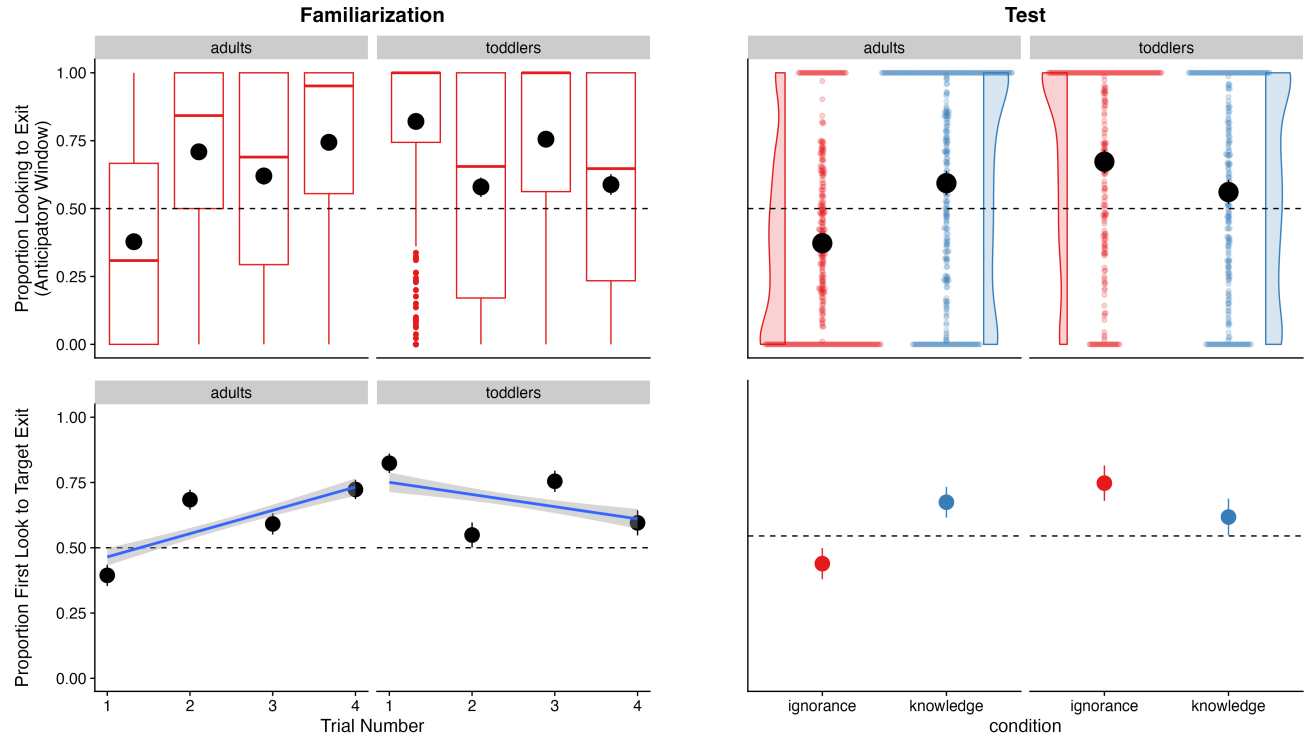 Familiarization
Test
adults
toddlers
adults
toddlers
Proportion Looking to Exit
(Anticipatory Window)
1.00
0.75
0.50
0.25
0.00
adults
toddlers
Proportion First Look to Target Exit
1.00
0.75
0.50
0.25
0.00
1
2
3
4
1
2
3
4
Trial Number
ignorance
knowledge
ignorance
knowledge
condition